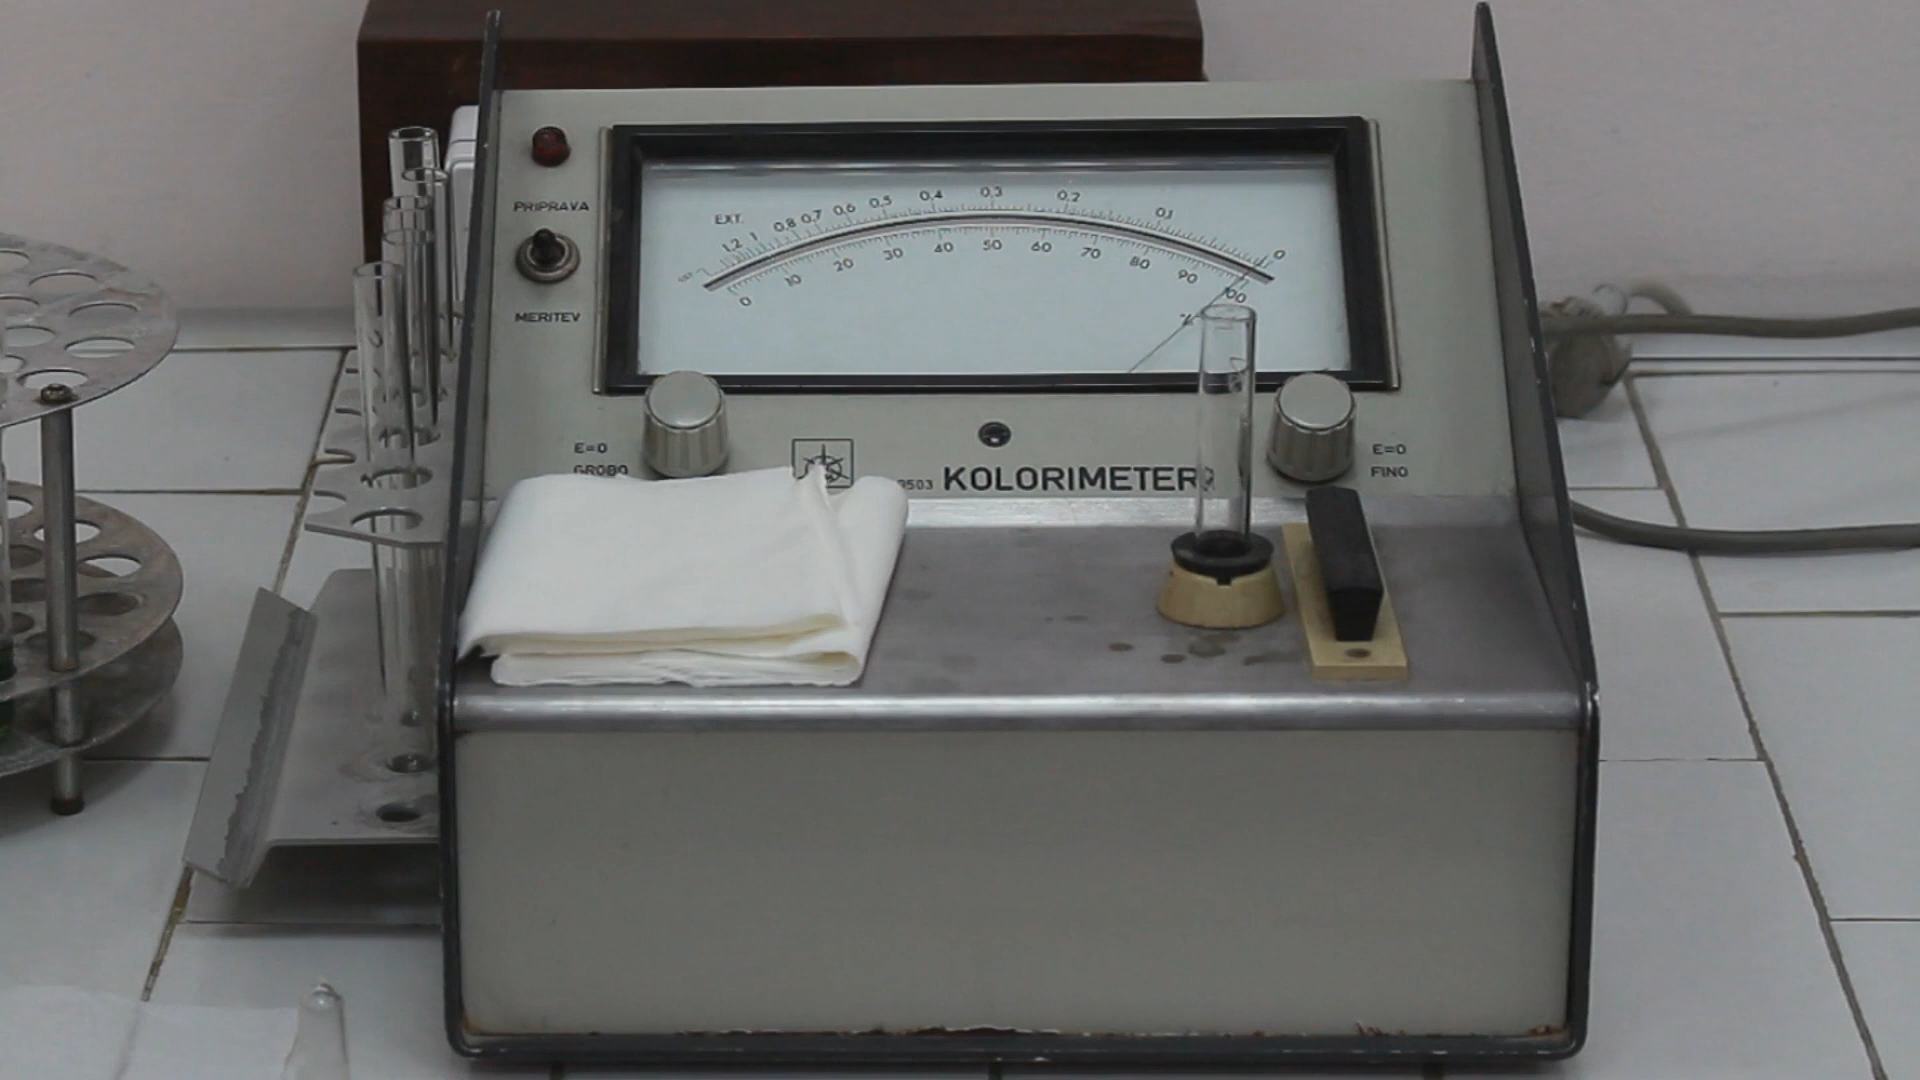 PRIPRAVA
MERITEV
EXT. 1,2 1 0,8 0,7 0,6 0,5 0,4 0,3 0,2 0,1 0
0 10 20 30 40 50 60 70 80 90 100
%
E=0
GROBO
KOLORIMETER
E=0
FINO